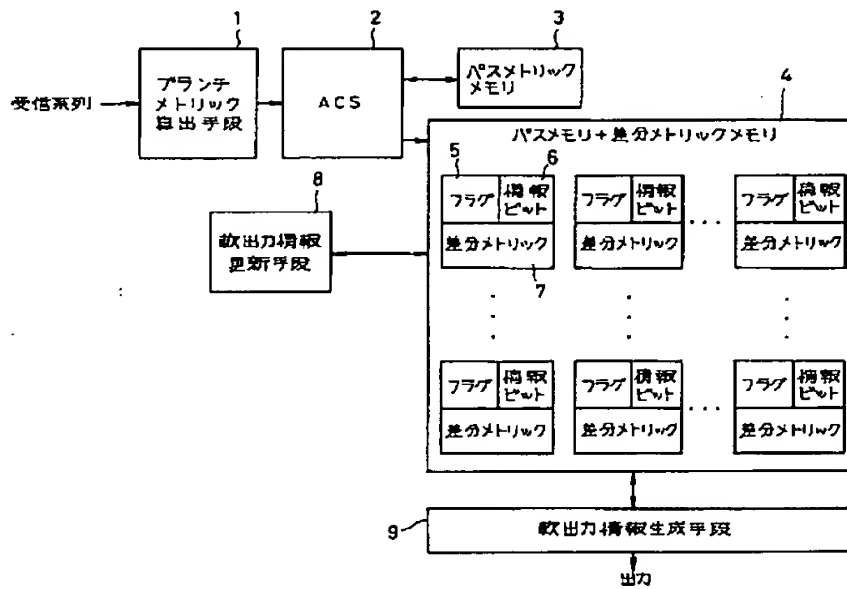 1
2
3
4
受信系列
ブランチ
メトリック
算出手段
ACS
パスメトリック
メモリ
パスメモリ+差分メトリックメモリ
5
6
フラグ
情報
ビット
差分メトリック
7
フラグ
情報
ビット
差分メトリック
...
フラグ
情報
ビット
差分メトリック
8
軟出力情報
更新手段
フラグ
情報
ビット
差分メトリック
フラグ
情報
ビット
差分メトリック
...
フラグ
情報
ビット
差分メトリック
9
軟出力情報生成手段
出力